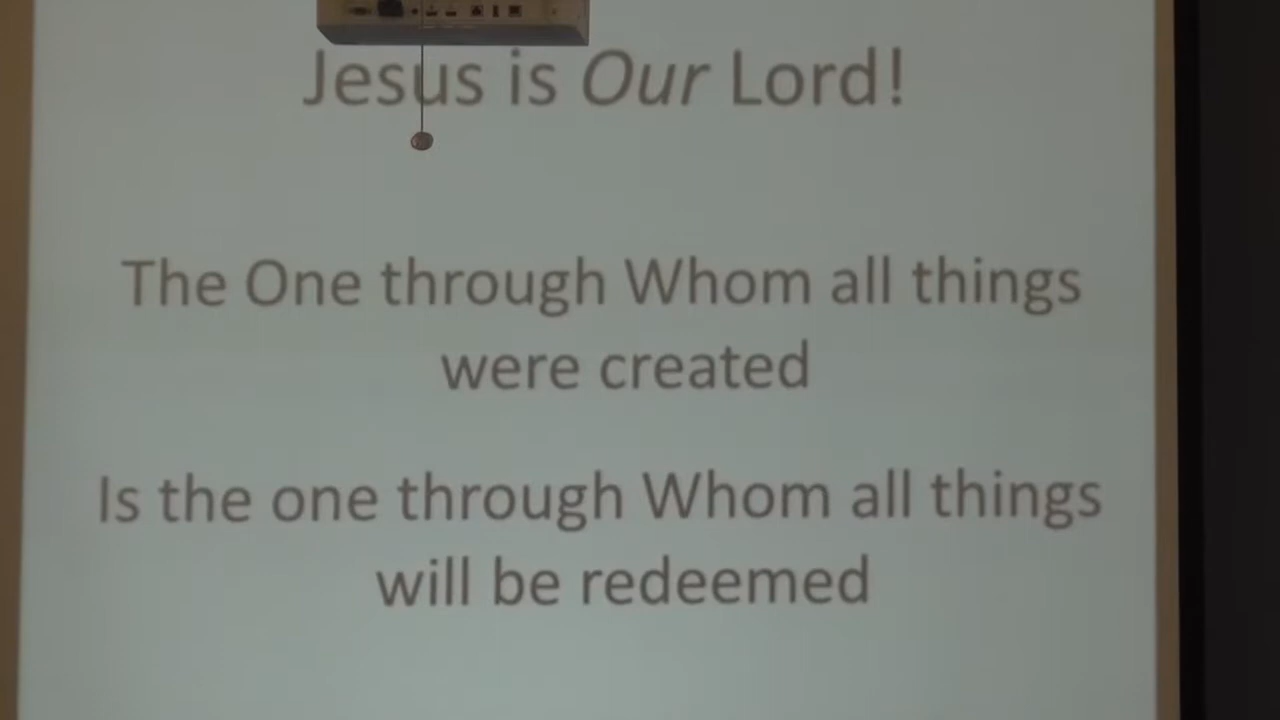 Jesus is Our Lord!
The One through Whom all things
were created
Is the one through Whom all things
will be redeemed